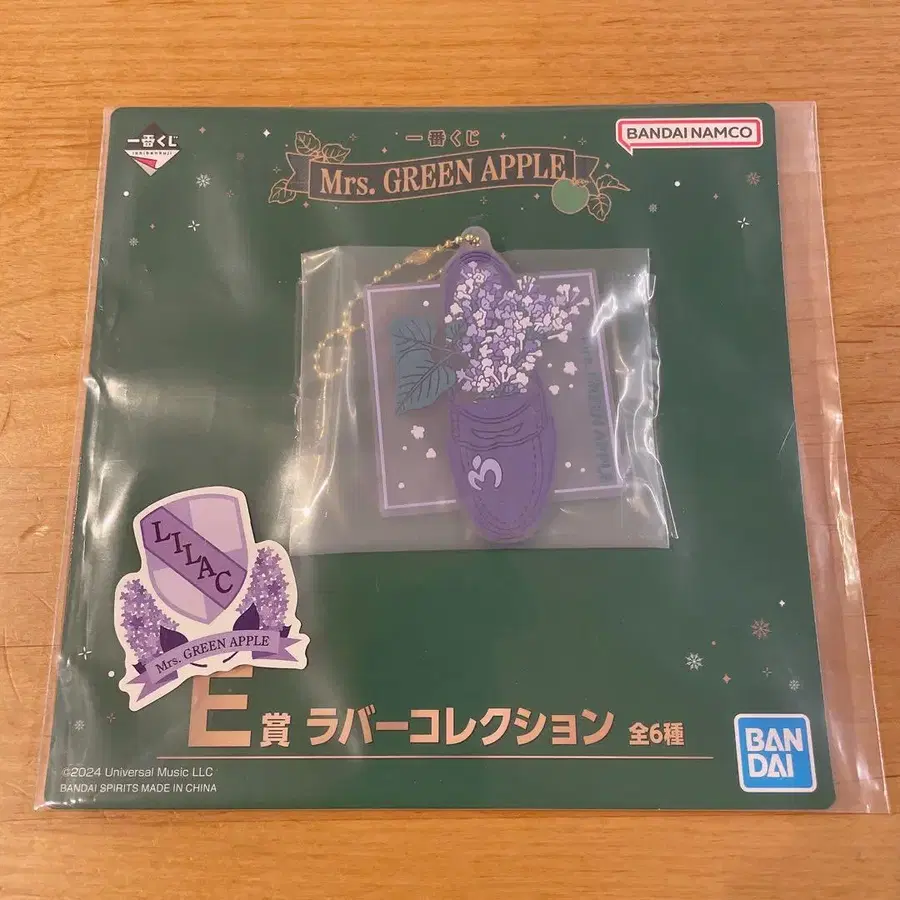 一番くじ
一番くじ
Mrs. GREEN APPLE
BANDAI NAMCO
LILAC
Mrs. GREEN APPLE
E賞 ラバーコレクション 全6種
©2024 Universal Music LLC
BANDAI SPIRITS MADE IN CHINA
BAN
DAI